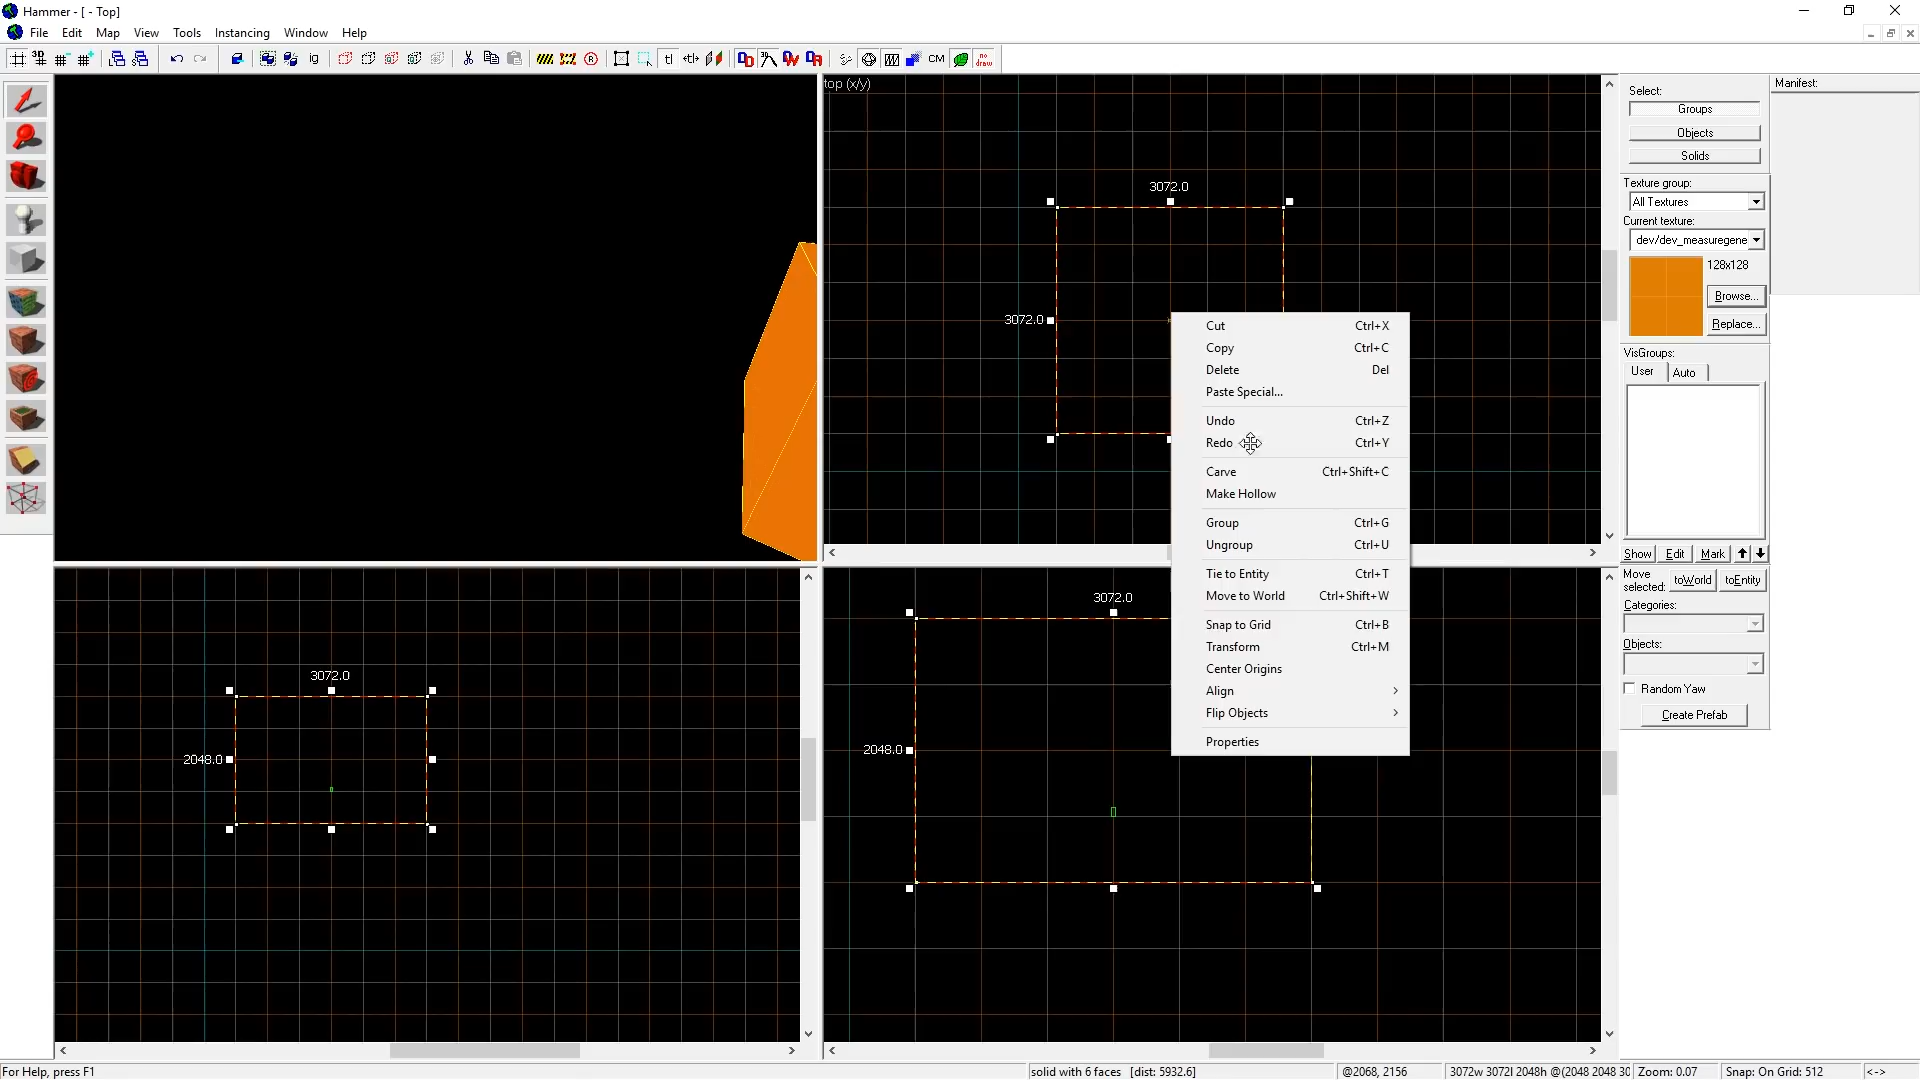 Hammer - [ - Top]
File Edit Map View Tools Instancing Window Help
3D ig tl CM no draw
top (x/y)
3072.0
3072.0
Cut Ctrl+X
Copy Ctrl+C
Delete Del
Paste Special...
Undo Ctrl+Z
Redo Ctrl+Y
Carve Ctrl+Shift+C
Make Hollow
Group Ctrl+G
Ungroup Ctrl+U
Tie to Entity Ctrl+T
Move to World Ctrl+Shift+W
Snap to Grid Ctrl+B
Transform Ctrl+M
Center Origins
Align
Flip Objects
Properties
3072.0
2048.0
3072.0
2048.0
Select:
Groups
Objects
Solids
Texture group:
All Textures
Current texture:
dev/dev_measuregene
128x128
Browse...
Replace...
VisGroups:
User Auto
Show Edit Mark
Move selected: toWorld toEntity
Categories:
Objects:
Random Yaw
Create Prefab
Manifest:
For Help, press F1
solid with 6 faces [dist: 5932.6]
@2068, 2156
3072w 3072l 2048h @(2048 2048 30
Zoom: 0.07
Snap: On Grid: 512
<->